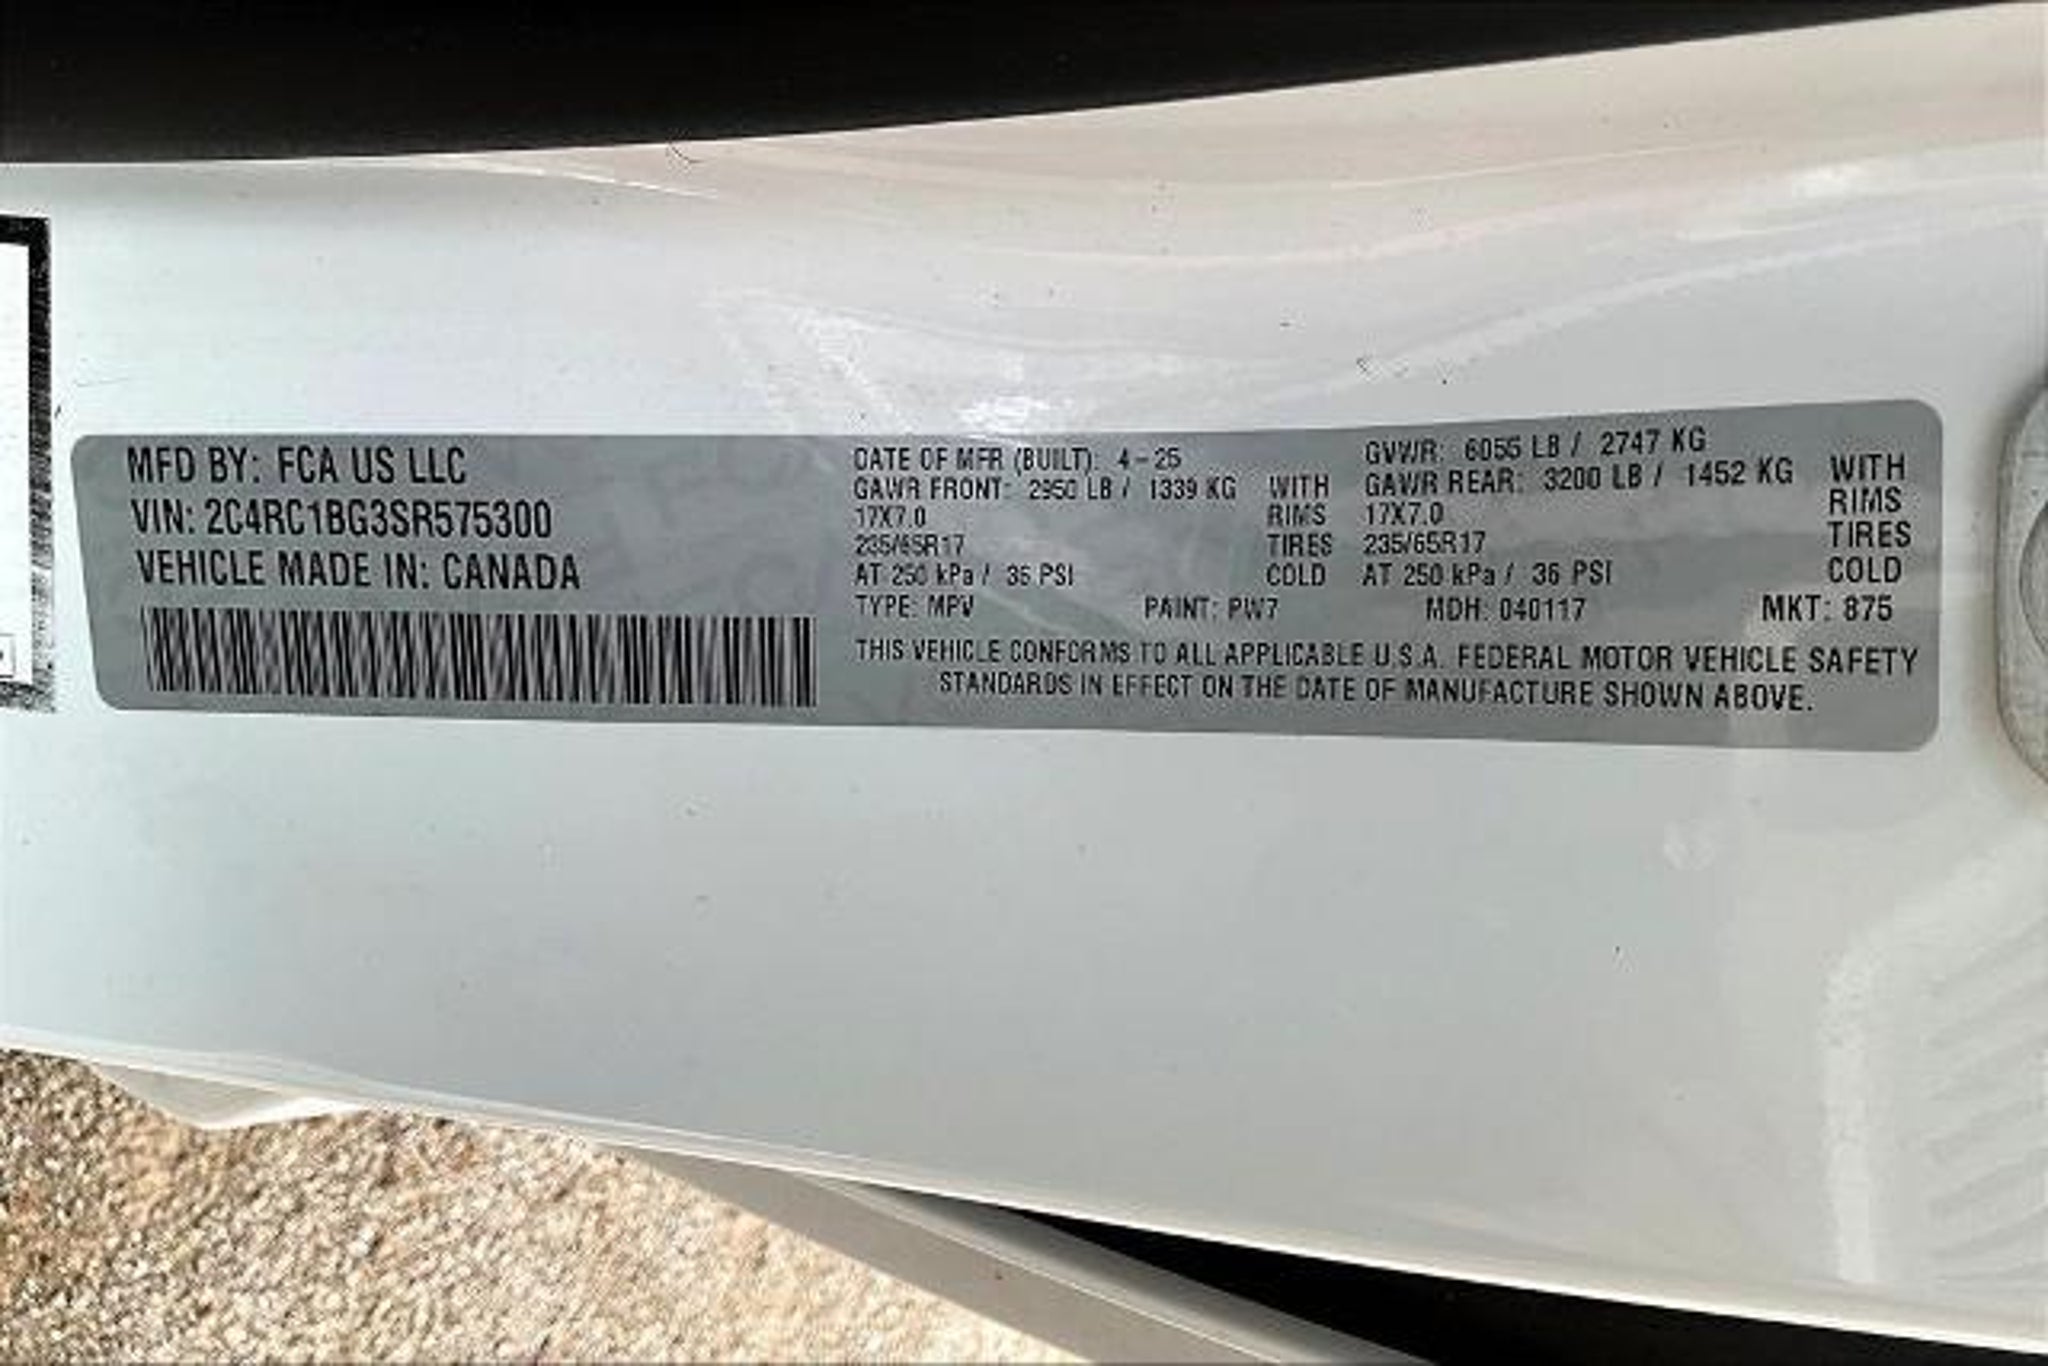 MFD BY: FCA US LLC
VIN: 2C4RC1BG3SR575300
VEHICLE MADE IN: CANADA
DATE OF MFR (BUILT): 4-25
GAWR FRONT: 2950 LB / 1339 KG WITH
17X7.0 RIMS
235/65R17 TIRES
AT 250 kPa / 36 PSI COLD
GVWR: 6055 LB / 2747 KG
GAWR REAR: 3200 LB / 1452 KG WITH
17X7.0 RIMS
235/65R17 TIRES
AT 250 kPa / 36 PSI COLD
TYPE: MPV PAINT: PW7 MDH: 040117 MKT: 875
THIS VEHICLE CONFORMS TO ALL APPLICABLE U.S.A. FEDERAL MOTOR VEHICLE SAFETY
STANDARDS IN EFFECT ON THE DATE OF MANUFACTURE SHOWN ABOVE.